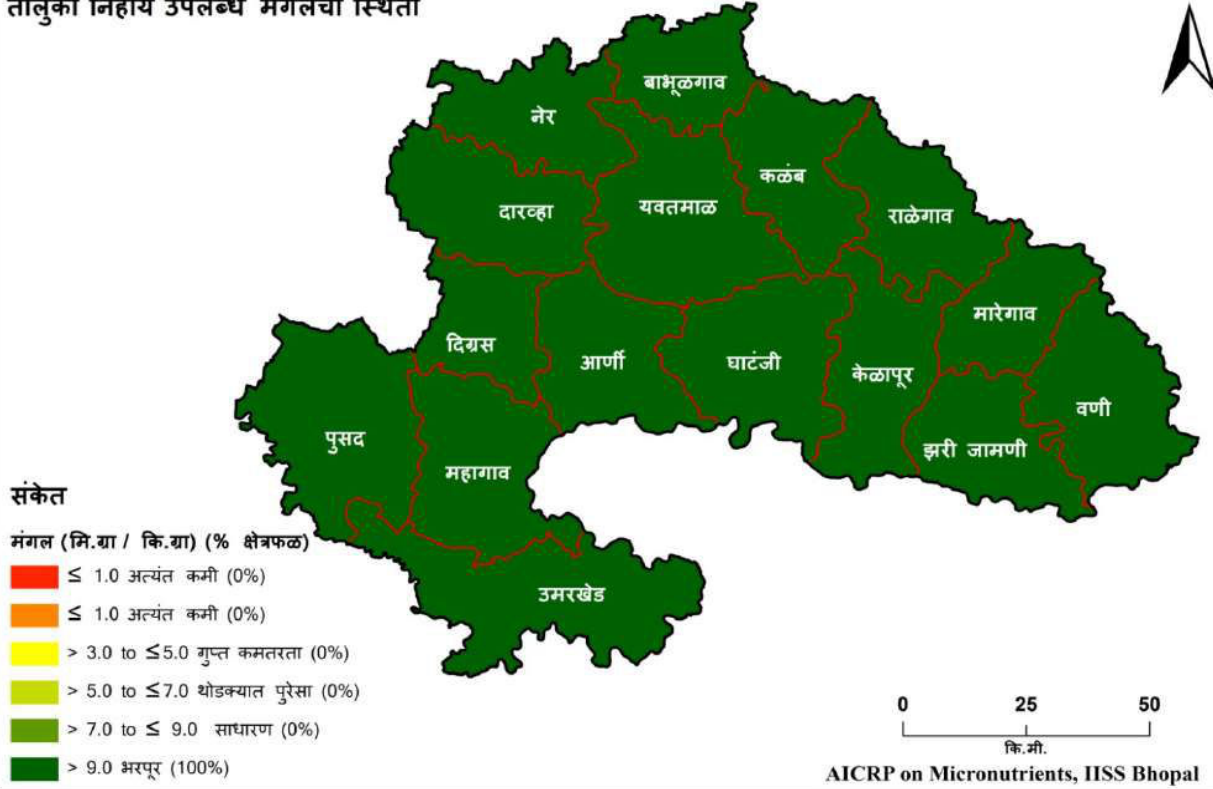 तालुका निहाय उपलब्ध मंगलची स्थिती
बाभूळगाव
नेर
कळंब
दारव्हा
यवतमाळ
राळेगाव
मारेगाव
दिग्रस
आर्णी
घाटंजी
केळापूर
वणी
पुसद
झरी जामणी
महागाव
उमरखेड
संकेत
मंगल (मि.ग्रा / कि.ग्रा) (% क्षेत्रफळ)
≤ 1.0 अत्यंत कमी (0%)
≤ 1.0 अत्यंत कमी (0%)
> 3.0 to ≤5.0 गुप्त कमतरता (0%)
> 5.0 to ≤7.0 थोडक्यात पुरेसा (0%)
> 7.0 to ≤ 9.0 साधारण (0%)
> 9.0 भरपूर (100%)
0 25 50
कि.मी.
AICRP on Micronutrients, IISS Bhopal